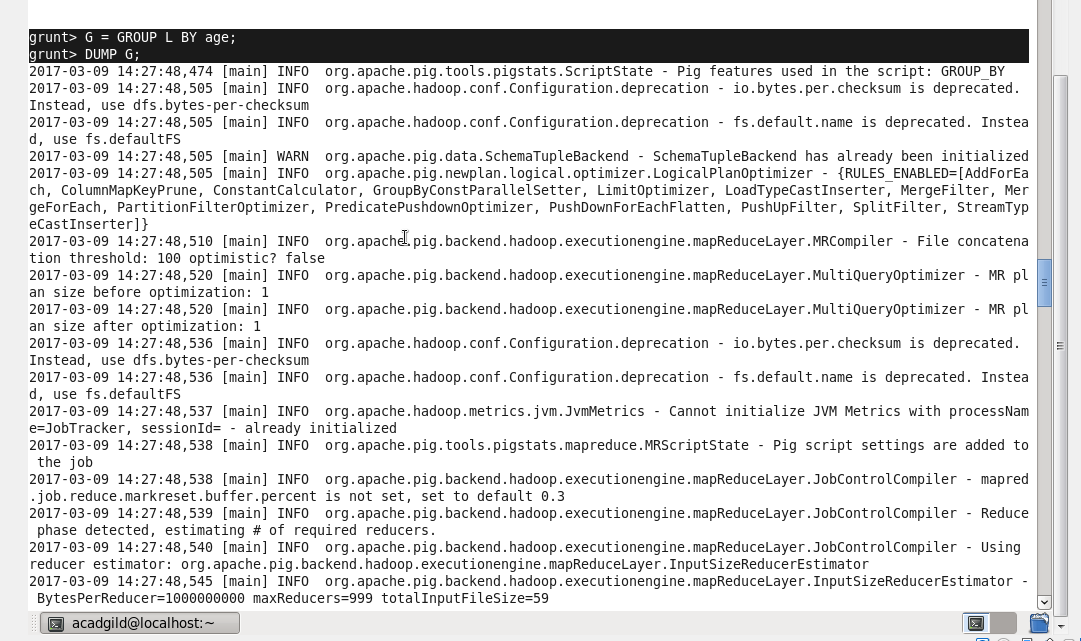 grunt> G = GROUP L BY age;
grunt> DUMP G;
2017-03-09 14:27:48,474 [main] INFO  org.apache.pig.tools.pigstats.ScriptState - Pig features used in the script: GROUP_BY
2017-03-09 14:27:48,505 [main] INFO  org.apache.hadoop.conf.Configuration.deprecation - io.bytes.per.checksum is deprecated.
Instead, use dfs.bytes-per-checksum
2017-03-09 14:27:48,505 [main] INFO  org.apache.hadoop.conf.Configuration.deprecation - fs.default.name is deprecated. Instea
d, use fs.defaultFS
2017-03-09 14:27:48,505 [main] WARN  org.apache.pig.data.SchemaTupleBackend - SchemaTupleBackend has already been initialized
2017-03-09 14:27:48,505 [main] INFO  org.apache.pig.newplan.logical.optimizer.LogicalPlanOptimizer - {RULES_ENABLED=[AddForEa
ch, ColumnMapKeyPrune, ConstantCalculator, GroupByConstParallelSetter, LimitOptimizer, LoadTypeCastInserter, MergeFilter, Mer
geForEach, PartitionFilterOptimizer, PredicatePushdownOptimizer, PushDownForEachFlatten, PushUpFilter, SplitFilter, StreamTyp
eCastInserter]}
2017-03-09 14:27:48,510 [main] INFO  org.apache.pig.backend.hadoop.executionengine.mapReduceLayer.MRCompiler - File concatena
tion threshold: 100 optimistic? false
2017-03-09 14:27:48,520 [main] INFO  org.apache.pig.backend.hadoop.executionengine.mapReduceLayer.MultiQueryOptimizer - MR pl
an size before optimization: 1
2017-03-09 14:27:48,520 [main] INFO  org.apache.pig.backend.hadoop.executionengine.mapReduceLayer.MultiQueryOptimizer - MR pl
an size after optimization: 1
2017-03-09 14:27:48,536 [main] INFO  org.apache.hadoop.conf.Configuration.deprecation - io.bytes.per.checksum is deprecated.
Instead, use dfs.bytes-per-checksum
2017-03-09 14:27:48,536 [main] INFO  org.apache.hadoop.conf.Configuration.deprecation - fs.default.name is deprecated. Instea
d, use fs.defaultFS
2017-03-09 14:27:48,537 [main] INFO  org.apache.hadoop.metrics.jvm.JvmMetrics - Cannot initialize JVM Metrics with processNam
e=JobTracker, sessionId= - already initialized
2017-03-09 14:27:48,538 [main] INFO  org.apache.pig.tools.pigstats.mapreduce.MRScriptState - Pig script settings are added to
 the job
2017-03-09 14:27:48,538 [main] INFO  org.apache.pig.backend.hadoop.executionengine.mapReduceLayer.JobControlCompiler - mapred
.job.reduce.markreset.buffer.percent is not set, set to default 0.3
2017-03-09 14:27:48,539 [main] INFO  org.apache.pig.backend.hadoop.executionengine.mapReduceLayer.JobControlCompiler - Reduce
 phase detected, estimating # of required reducers.
2017-03-09 14:27:48,540 [main] INFO  org.apache.pig.backend.hadoop.executionengine.mapReduceLayer.JobControlCompiler - Using
reducer estimator: org.apache.pig.backend.hadoop.executionengine.mapReduceLayer.InputSizeReducerEstimator
2017-03-09 14:27:48,545 [main] INFO  org.apache.pig.backend.hadoop.executionengine.mapReduceLayer.InputSizeReducerEstimator -
 BytesPerReducer=1000000000 maxReducers=999 totalInputFileSize=59
acadgild@localhost:~